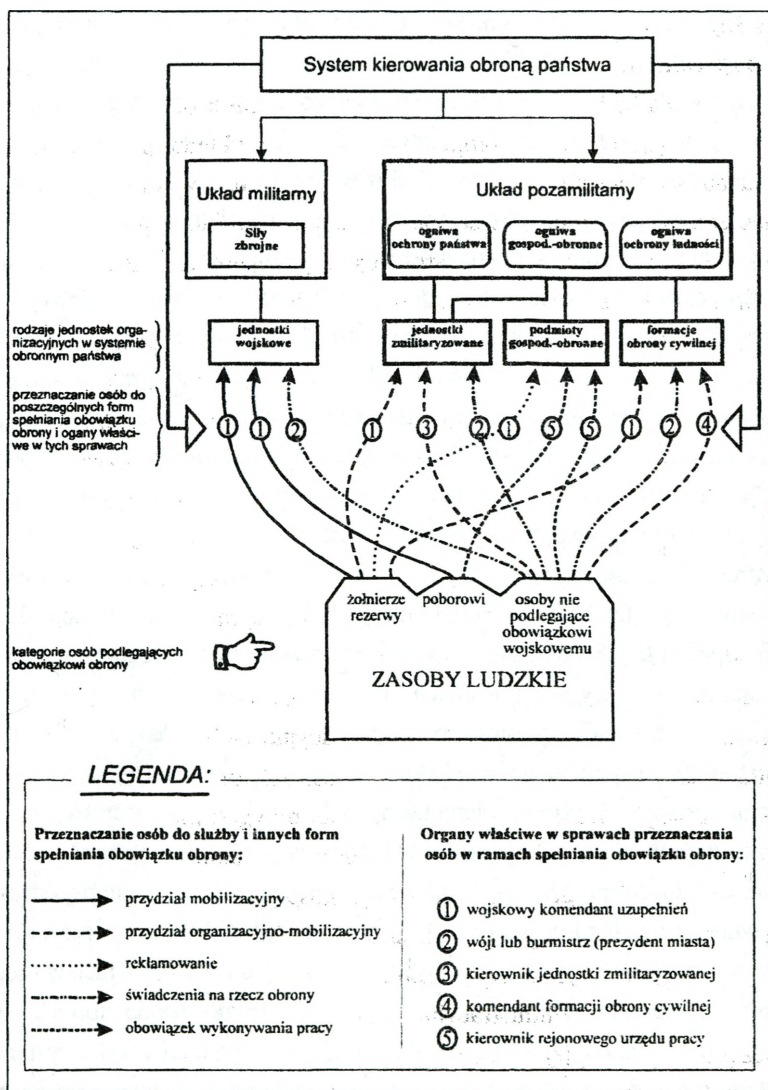 System kierowania obroną państwa
Układ militarny
Siły
zbrojne
Układ pozamilitarny
ogniwa
ochrony państwa
ogniwa
gospod.-obronne
ogniwa
ochrony ludności
rodzaje jednostek orga-
nizacyjnych w systemie
obronnym państwa
jednostki
wojskowe
jednostki
zmilitaryzowane
podmioty
gospod.-obronne
formacje
obrony cywilnej
przeznaczanie osób do
poszczególnych form
spełniania obowiązku
obrony i ogany właści-
we w tych sprawach
1 1 2 1 3 2 1 5 5 1 2 4
żołnierze
rezerwy
poborowi
osoby nie
podlegające
obowiązkowi
wojskowemu
kategorie osób podlegających
obowiązkowi obrony
ZASOBY LUDZKIE
LEGENDA:
Przeznaczanie osób do służby i innych form
spełniania obowiązku obrony:
przydział mobilizacyjny
przydział organizacyjno-mobilizacyjny
reklamowanie
świadczenia na rzecz obrony
obowiązek wykonywania pracy
Organy właściwe w sprawach przeznaczania
osób w ramach spełniania obowiązku obrony:
1 wojskowy komendant uzupełnień
2 wójt lub burmistrz (prezydent miasta)
3 kierownik jednostki zmilitaryzowanej
4 komendant formacji obrony cywilnej
5 kierownik rejonowego urzędu pracy